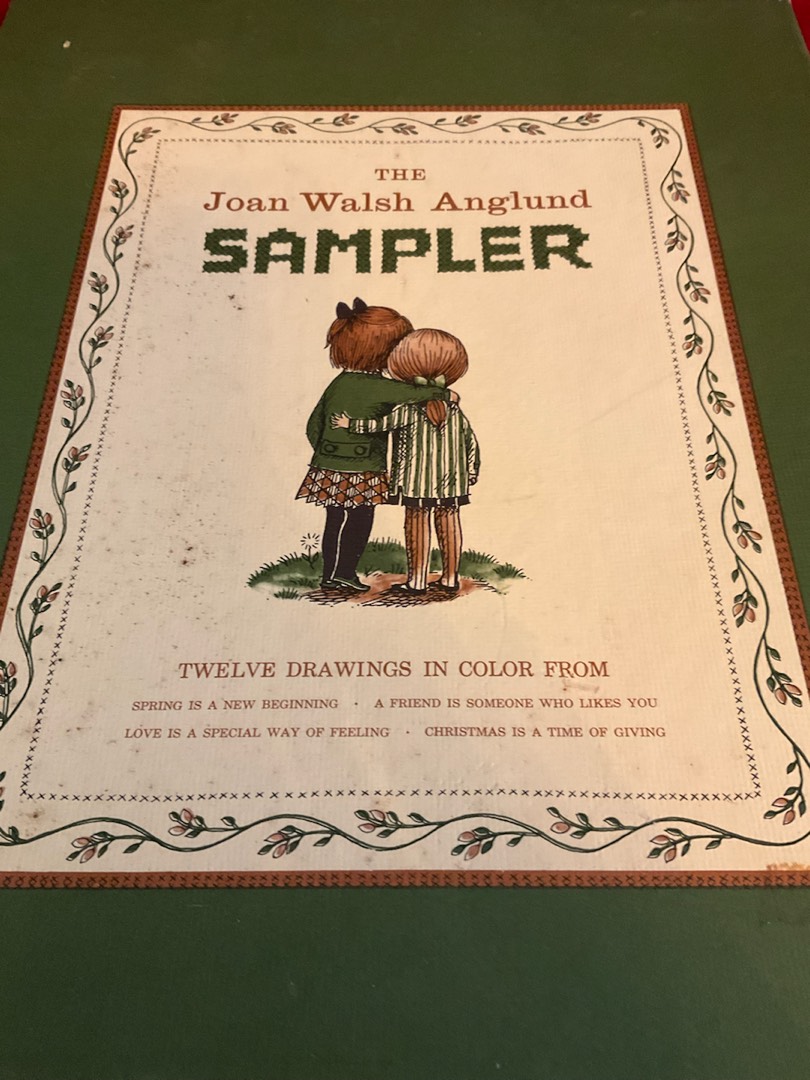 THE
Joan Walsh Anglund
SAMPLER
TWELVE DRAWINGS IN COLOR FROM
SPRING IS A NEW BEGINNING · A FRIEND IS SOMEONE WHO LIKES YOU
LOVE IS A SPECIAL WAY OF FEELING · CHRISTMAS IS A TIME OF GIVING